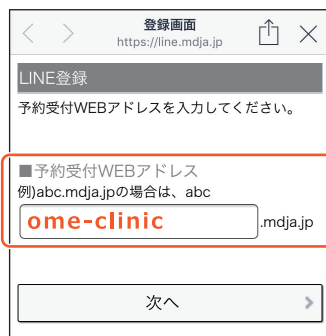 登録画面
https://line.mdja.jp
LINE登録
予約受付WEBアドレスを入力してください。
■予約受付WEBアドレス
例)abc.mdja.jpの場合は、abc
ome-clinic .mdja.jp
次へ